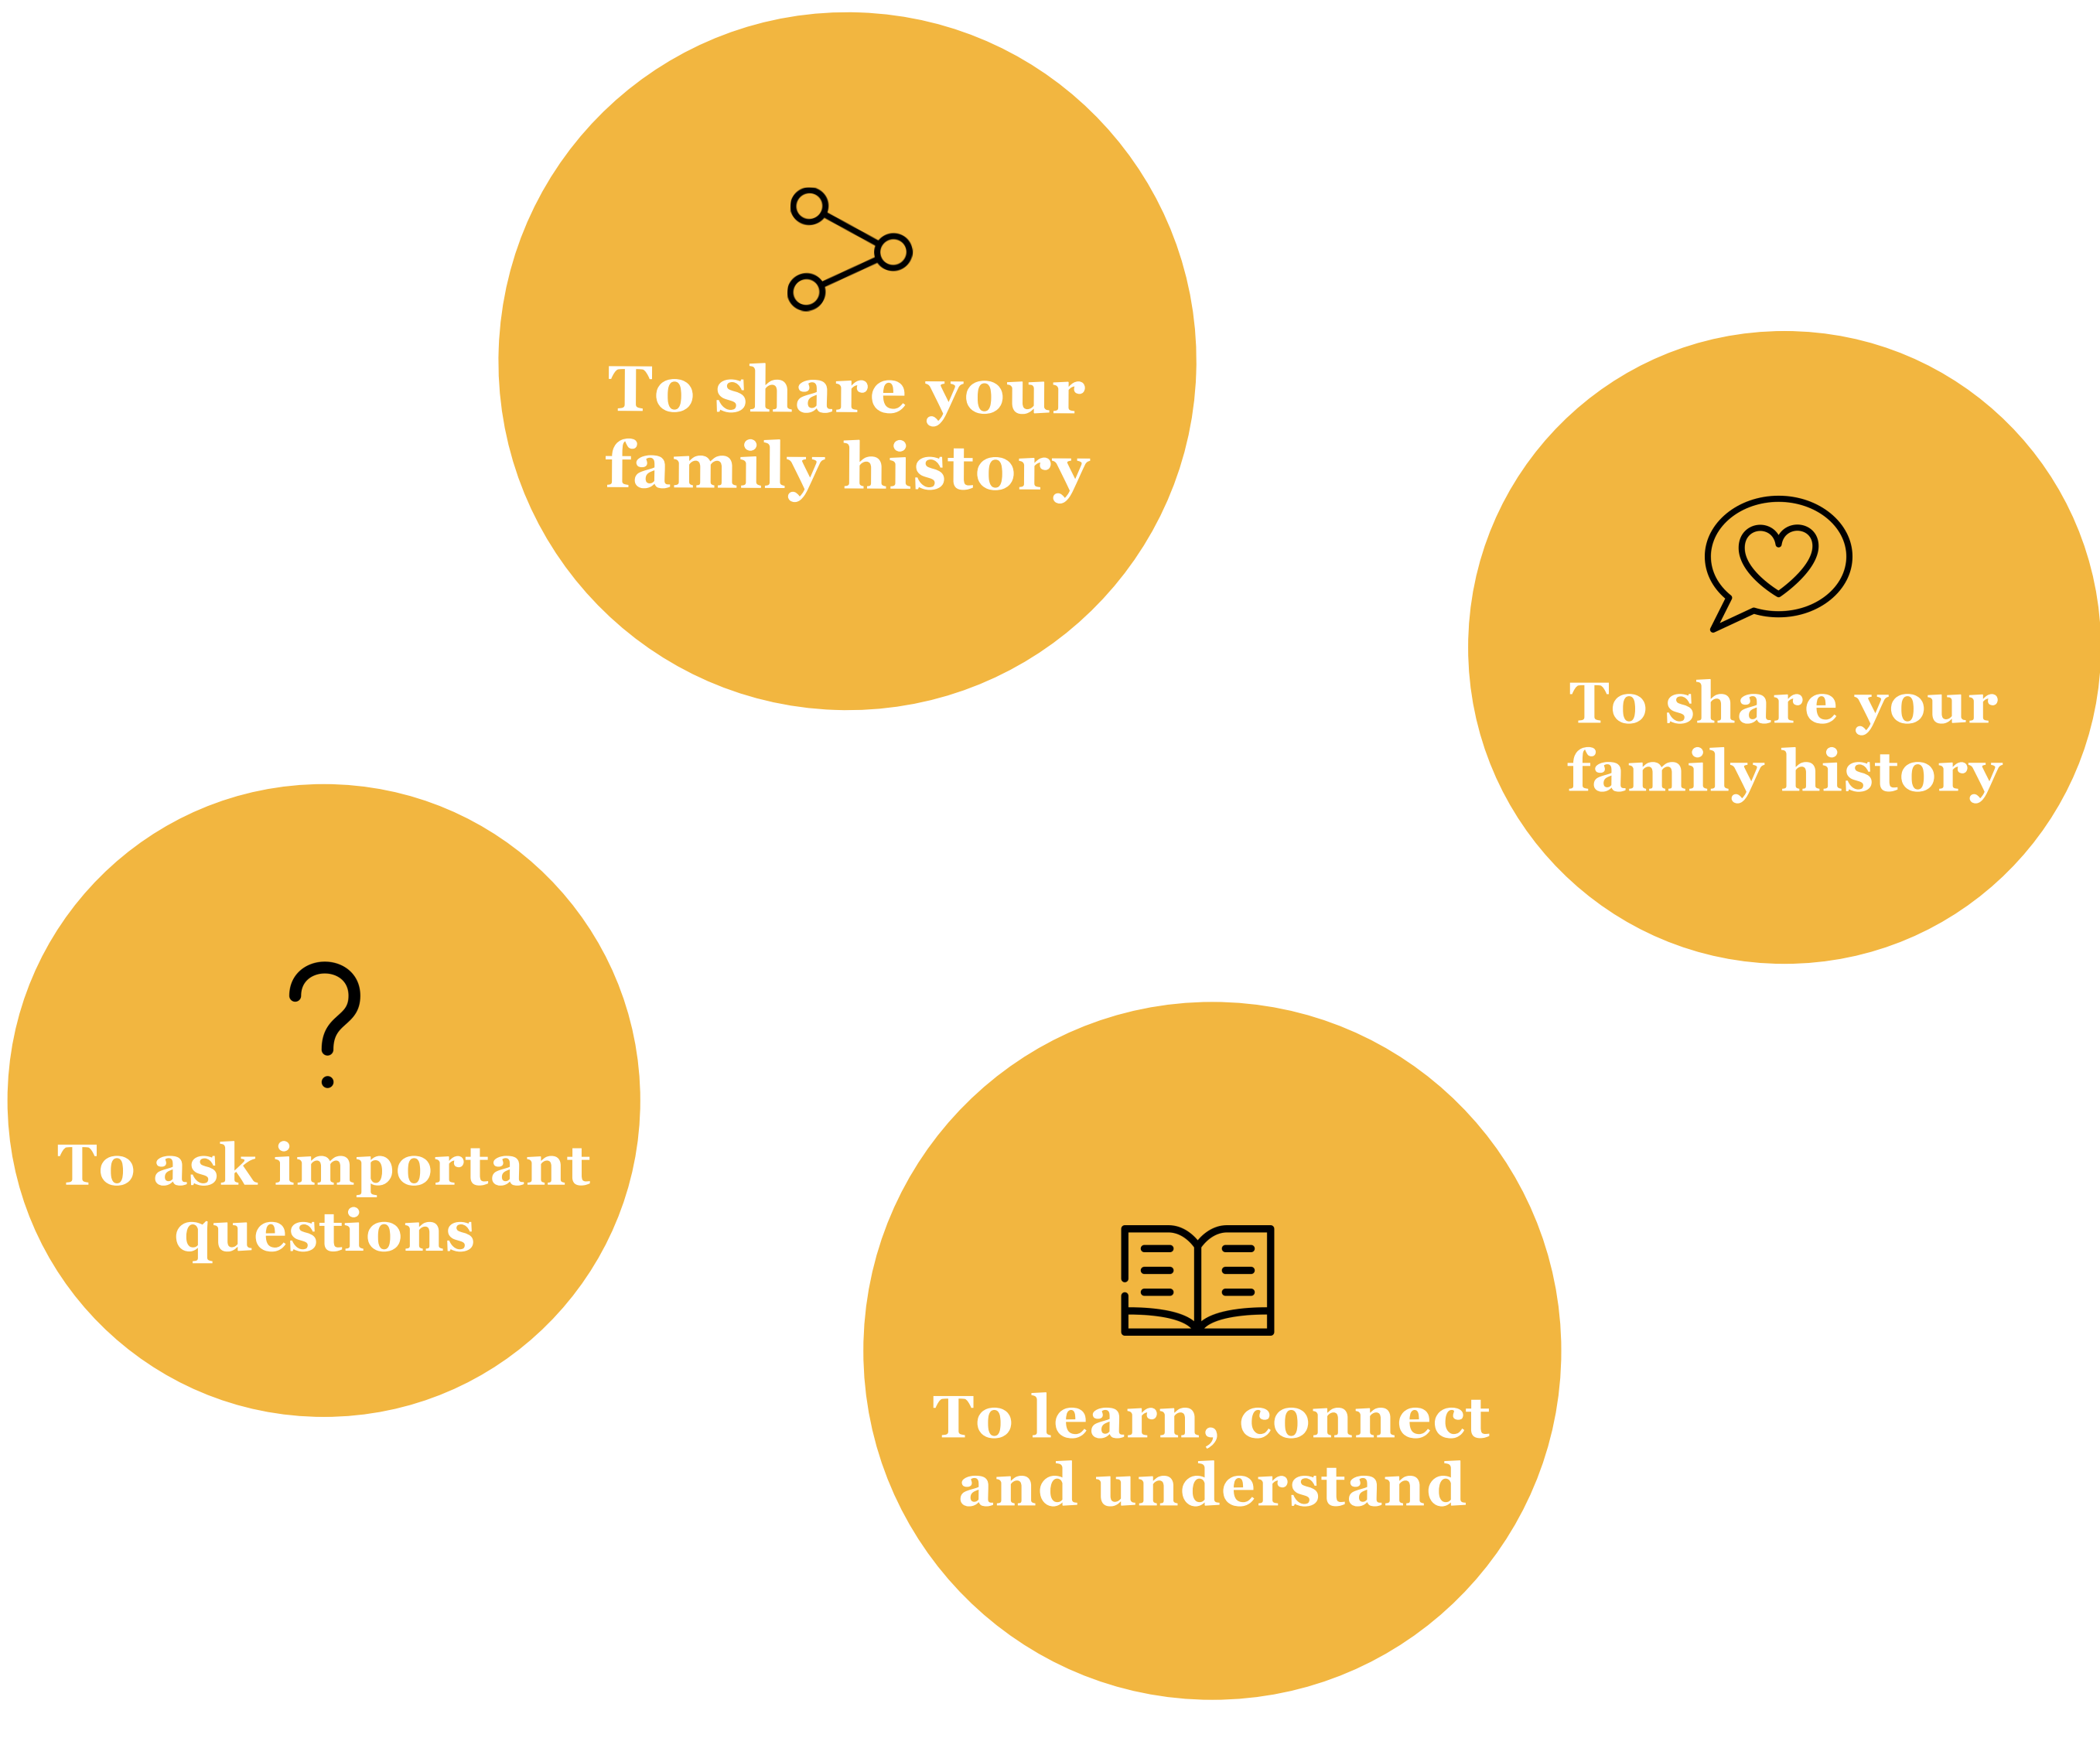 To share your
family history
To share your
family history
To ask important
questions
To learn, connect
and understand